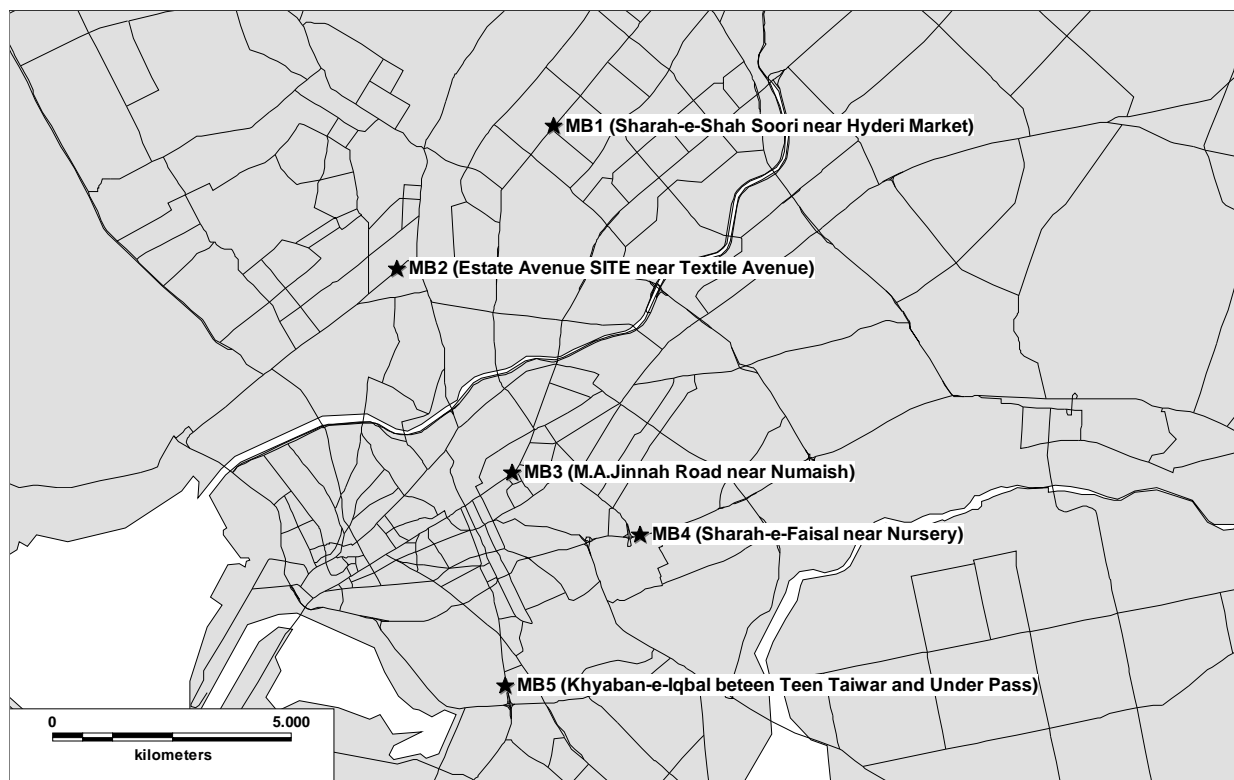 MB1 (Sharah-e-Shah Soori near Hyderi Market)
MB2 (Estate Avenue SITE near Textile Avenue)
MB3 (M.A.Jinnah Road near Numaish)
MB4 (Sharah-e-Faisal near Nursery)
MB5 (Khyaban-e-Iqbal beteen Teen Taiwar and Under Pass)
0 5.000
kilometers